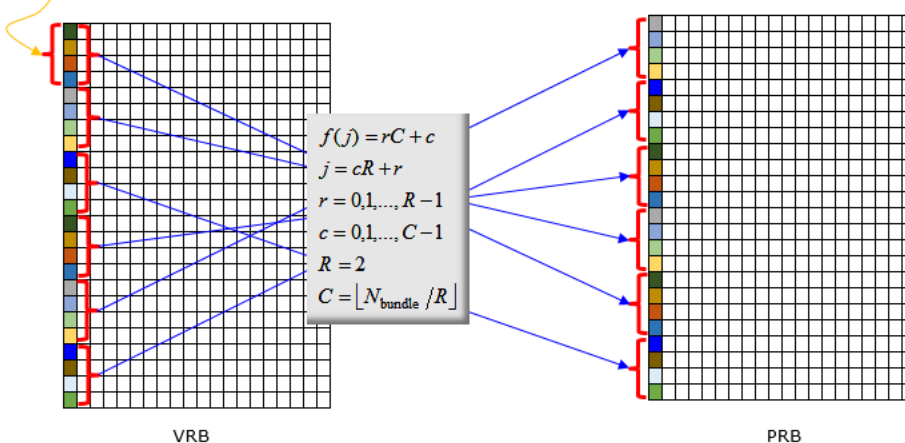 f(j) = rC + c
j = cR + r
r = 0,1,..., R − 1
c = 0,1,..., C − 1
R = 2
C = ⌊N_bundle / R⌋
VRB
PRB